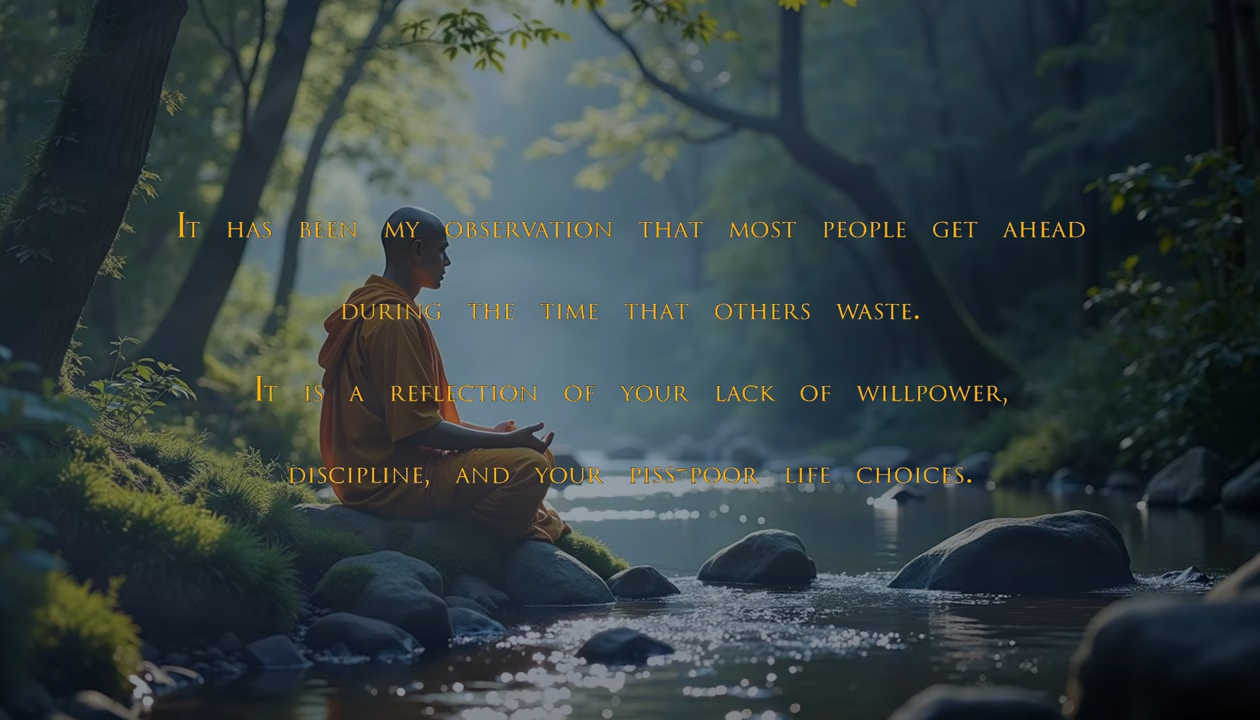 It has been my observation that most people get ahead
during the time that others waste.
It is a reflection of your lack of willpower,
discipline, and your piss-poor life choices.